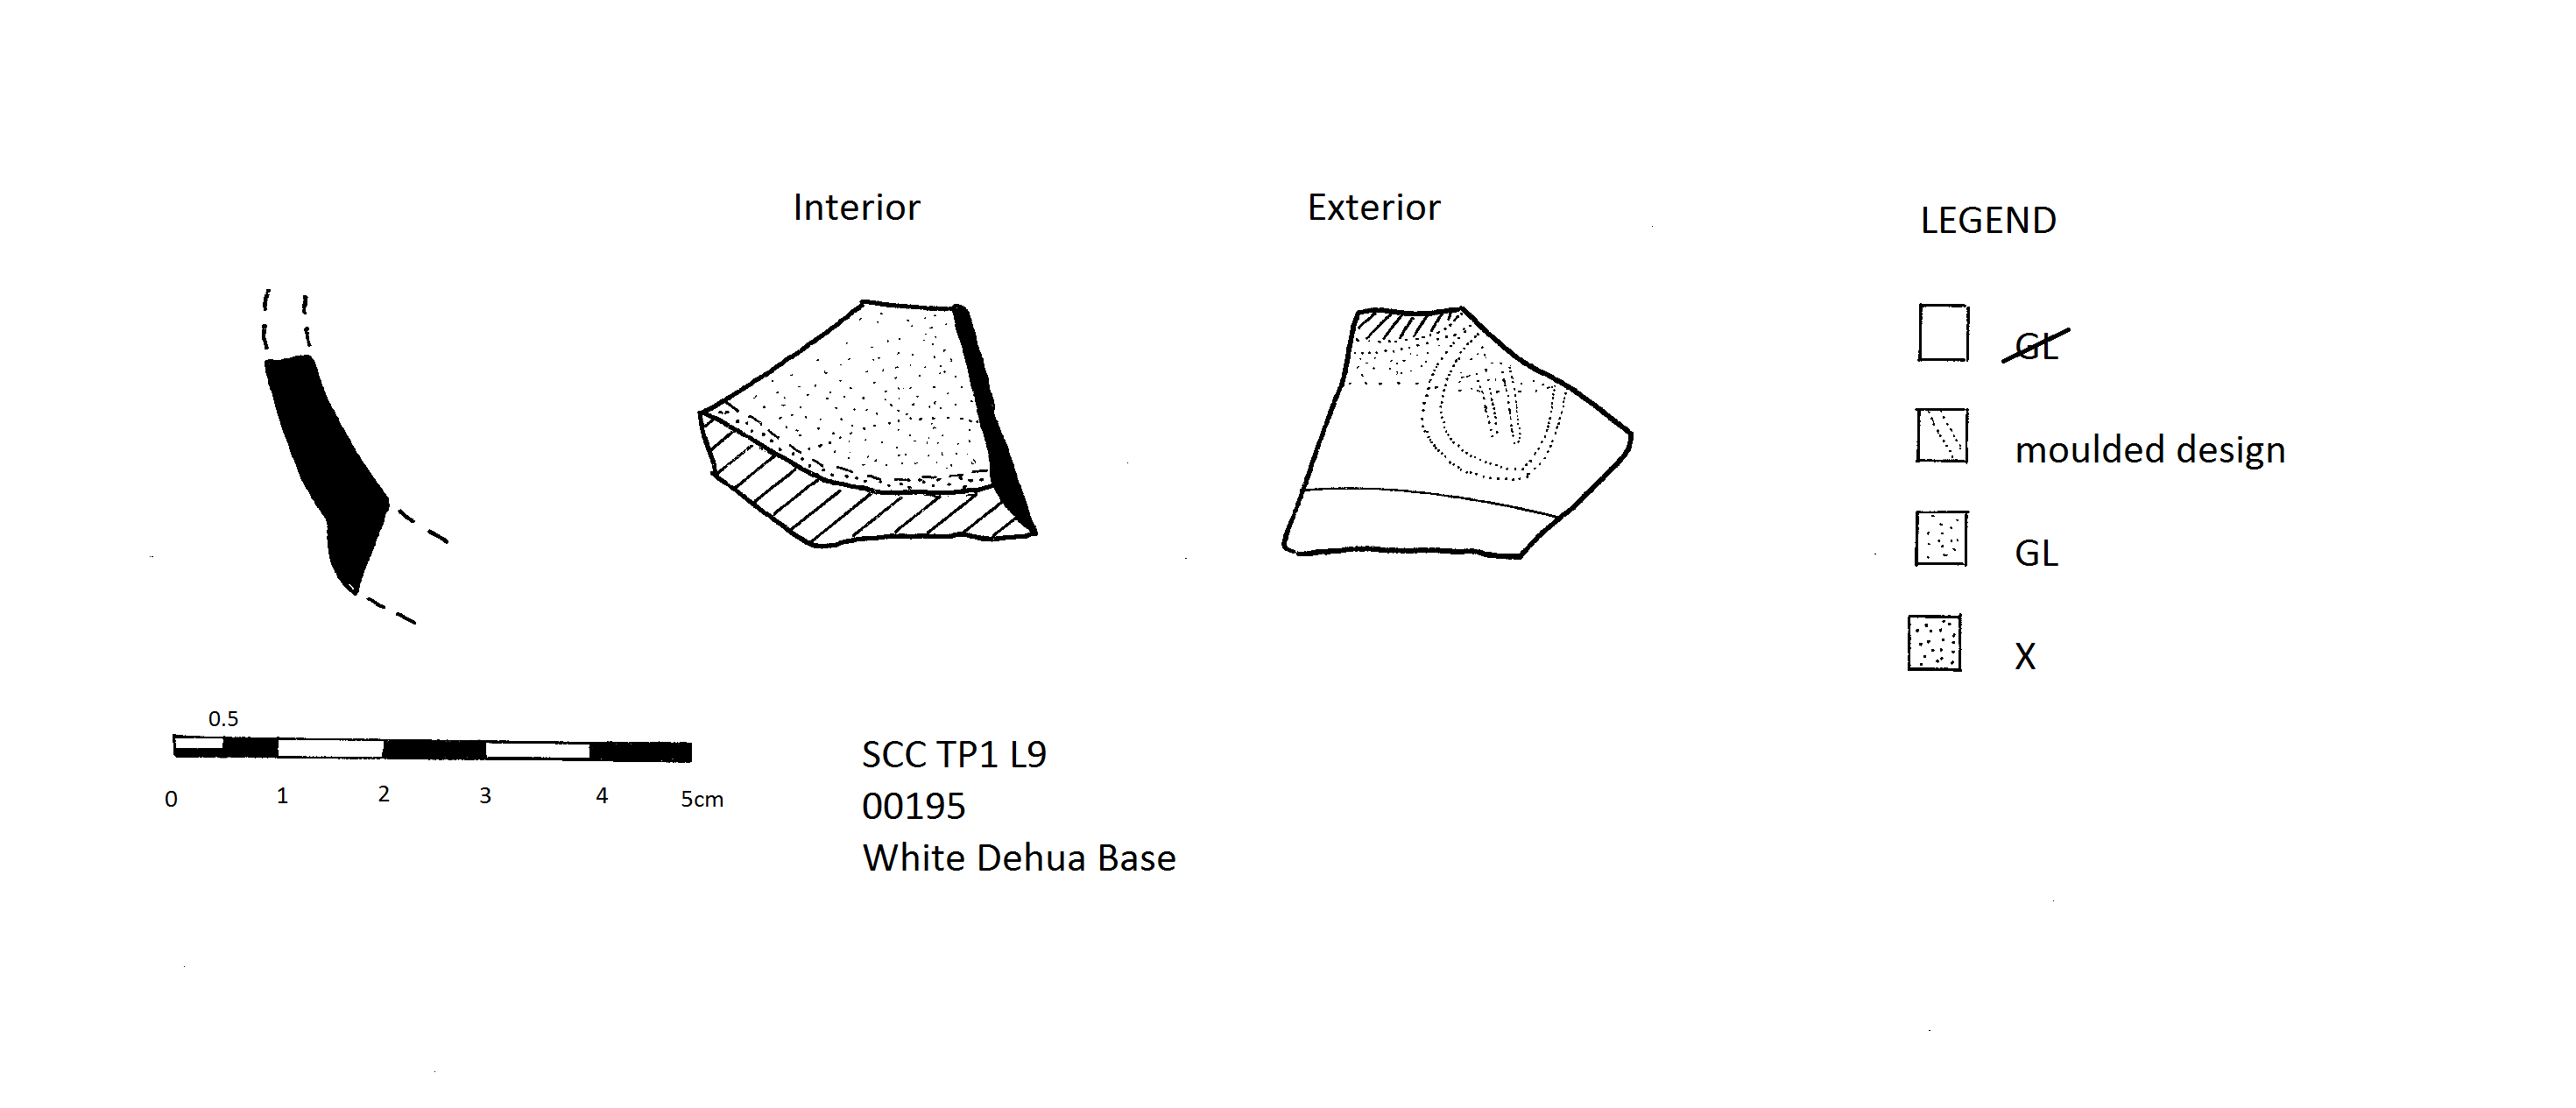 Interior
Exterior
LEGEND
GL
moulded design
GL
X
0.5
0 1 2 3 4 5cm
SCC TP1 L9
00195
White Dehua Base